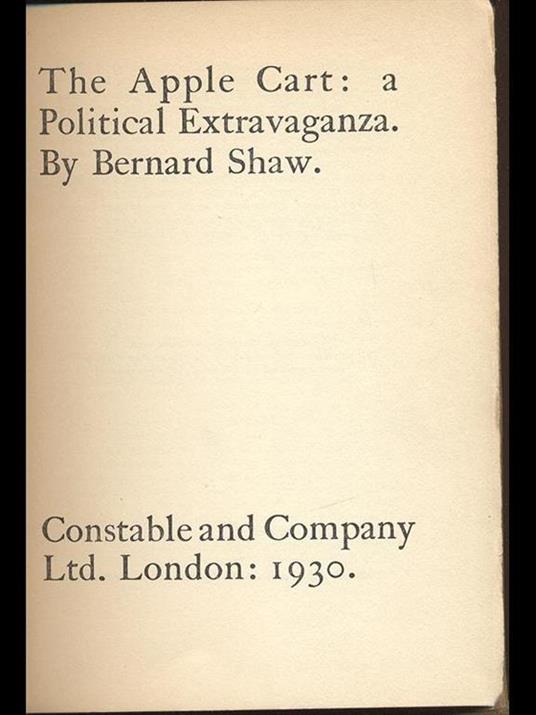 The Apple Cart: a
Political Extravaganza.
By Bernard Shaw.
Constable and Company
Ltd. London: 1930.